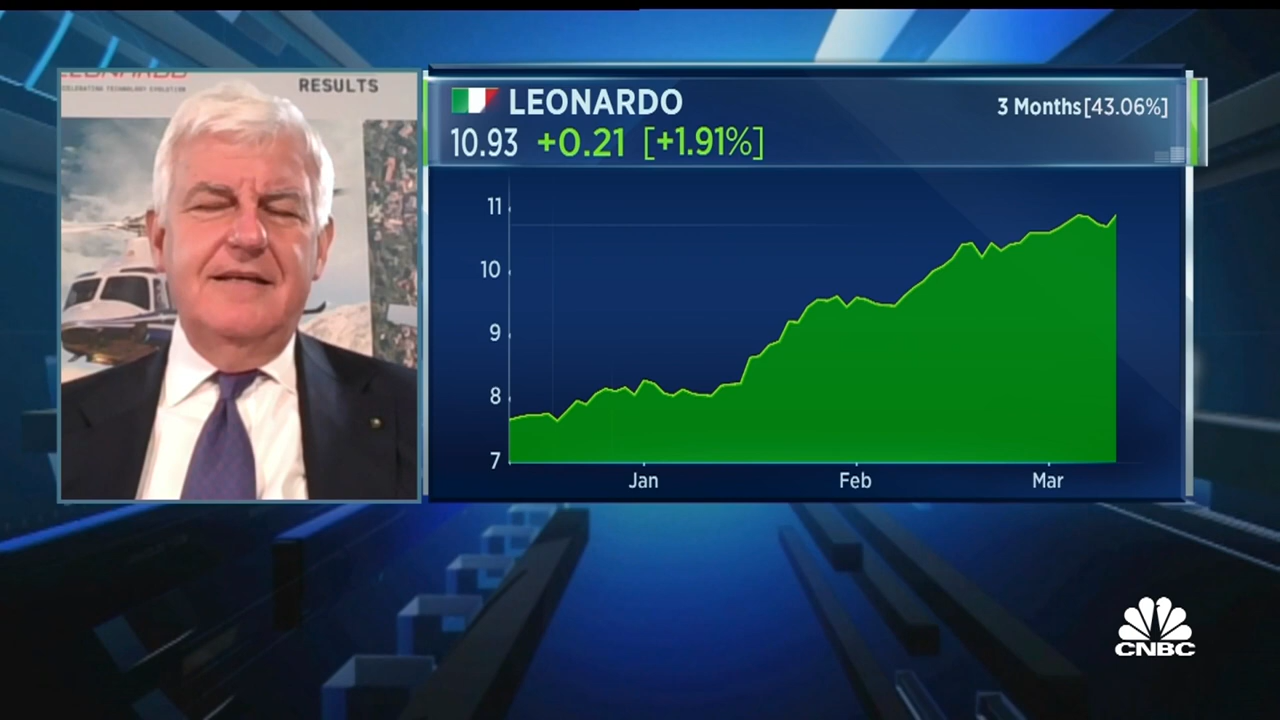 RESULTS
LEONARDO
3 Months[43.06%]
10.93 +0.21 [+1.91%]
11
10
9
8
7
Jan
Feb
Mar
CNBC